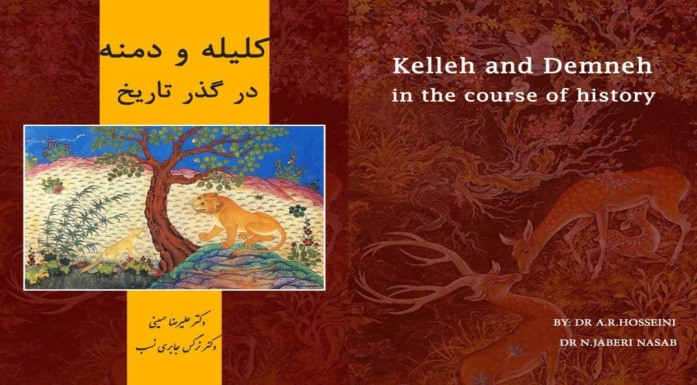 کلیله و دمنه
در گذر تاریخ
دکتر علیرضا حسینی
دکتر نرگس جابری نسب
Kelleh and Demneh
in the course of history
BY: DR A.R.HOSSEINI
DR N.JABERI NASAB